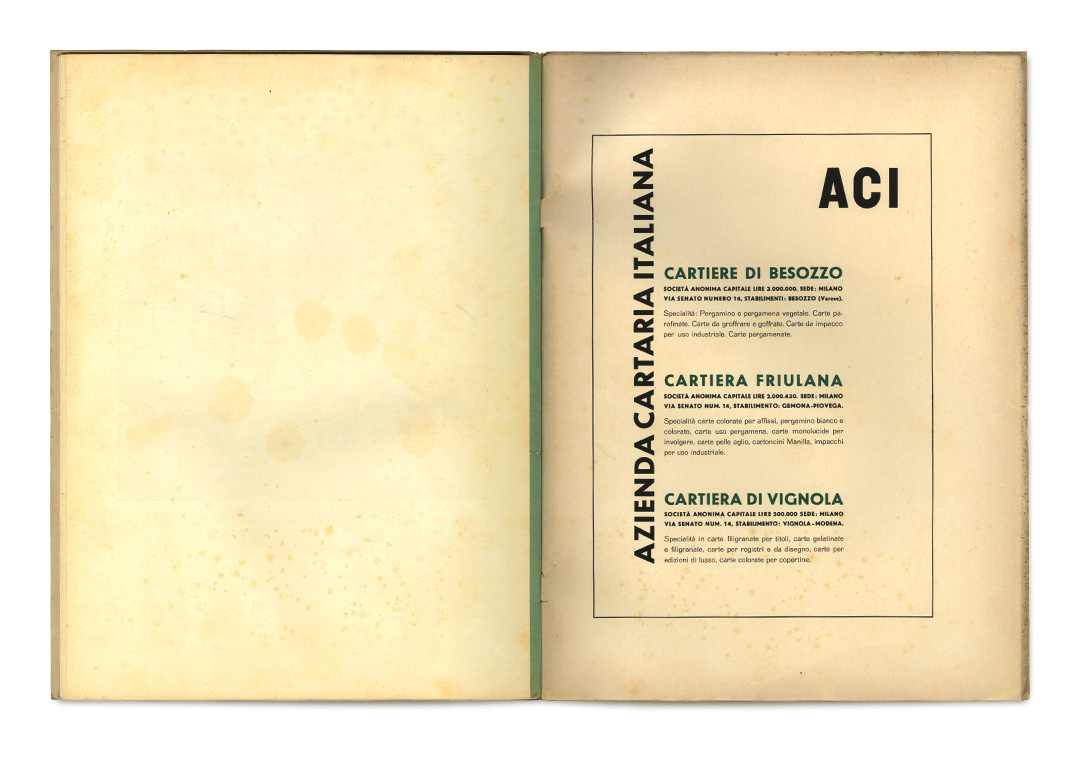 ACI
AZIENDA CARTARIA ITALIANA
CARTIERE DI BESOZZO
SOCIETÀ ANONIMA CAPITALE LIRE 3.000.000. SEDE: MILANO
VIA SENATO NUMERO 14, STABILIMENTI: BESOZZO (Varese).
Specialità: Pergamino e pergamena vegetale. Carte pa-
rafinate. Carte da groffrare e goffrate. Carte da impacco
per uso industriale. Carte pergamenate.
CARTIERA FRIULANA
SOCIETÀ ANONIMA CAPITALE LIRE 2.000.430. SEDE: MILANO
VIA SENATO NUM. 14, STABILIMENTO: GEMONA-PIOVEGA.
Specialità carte colorate per affissi, pergamino bianco e
colorato, carte uso pergamena, carte monolucide per
involgere, carte pelle aglio, cartoncini Manilla, impacchi
per uso industriale.
CARTIERA DI VIGNOLA
SOCIETÀ ANONIMA CAPITALE LIRE 500.000 SEDE: MILANO
VIA SENATO NUM. 14, STABILIMENTO: VIGNOLA-MODENA.
Specialità in carte filigranate per titoli, carte gelatinate
e filigranate, carte per registri e da disegno, carte per
edizioni di lusso, carte colorate per copertine.